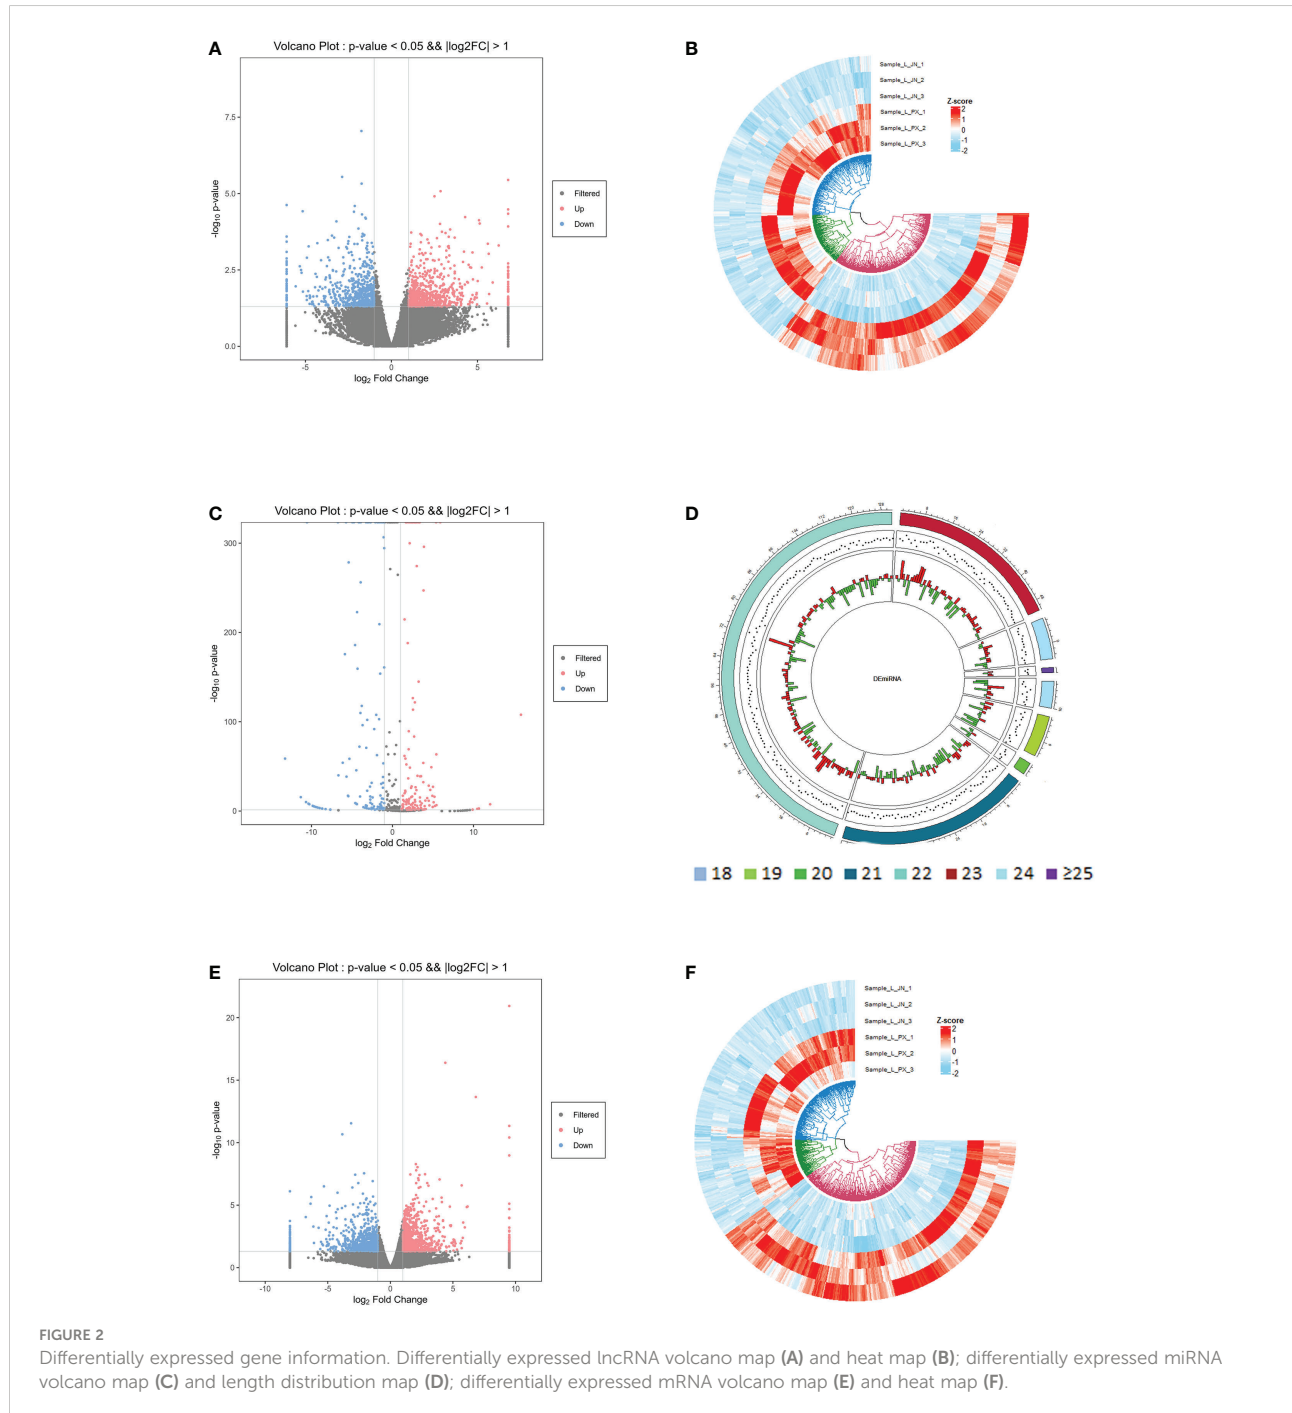 A
Volcano Plot : p-value < 0.05 && |log2FC| > 1
7.5
5.0
2.5
0.0
-log10 p-value
-5
0
5
log2 Fold Change
Filtered
Up
Down
B
Sample_L_JN_1
Sample_L_JN_2
Sample_L_JN_3
Sample_L_PX_1
Sample_L_PX_2
Sample_L_PX_3
Z-score
2
1
0
-1
-2
C
Volcano Plot : p-value < 0.05 && |log2FC| > 1
300
200
100
0
-log10 p-value
-10
0
10
log2 Fold Change
Filtered
Up
Down
D
DEmiRNA
18 19 20 21 22 23 24 ≥25
E
Volcano Plot : p-value < 0.05 && |log2FC| > 1
20
15
10
5
0
-log10 p-value
-10
-5
0
5
10
log2 Fold Change
Filtered
Up
Down
F
Sample_L_JN_1
Sample_L_JN_2
Sample_L_JN_3
Sample_L_PX_1
Sample_L_PX_2
Sample_L_PX_3
Z-score
2
1
0
-1
-2
FIGURE 2
Differentially expressed gene information. Differentially expressed lncRNA volcano map (A) and heat map (B); differentially expressed miRNA
volcano map (C) and length distribution map (D); differentially expressed mRNA volcano map (E) and heat map (F).